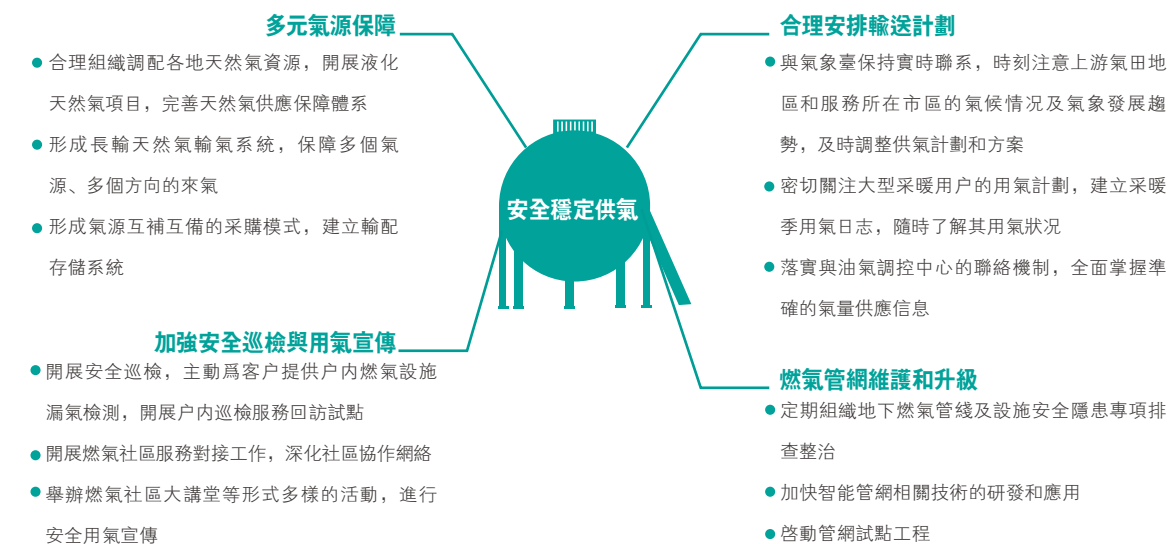 多元氣源保障
合理組織調配各地天然氣資源，開展液化
天然氣項目，完善天然氣供應保障體系
形成長輸天然氣輸氣系統，保障多個氣
源、多個方向的來氣
形成氣源互補互備的采購模式，建立輸配
存儲系統
合理安排輸送計劃
與氣象臺保持實時聯系，時刻注意上游氣田地
區和服務所在市區的氣候情況及氣象發展趨
勢，及時調整供氣計劃和方案
密切關注大型采暖用户的用氣計劃，建立采暖
季用氣日志，隨時了解其用氣狀況
落實與油氣調控中心的聯絡機制，全面掌握準
確的氣量供應信息
安全穩定供氣
加強安全巡檢與用氣宣傳
開展安全巡檢，主動爲客户提供户内燃氣設施
漏氣檢測，開展户内巡檢服務回訪試點
開展燃氣社區服務對接工作，深化社區協作網絡
舉辦燃氣社區大講堂等形式多樣的活動，進行
安全用氣宣傳
燃氣管網維護和升級
定期組織地下燃氣管綫及設施安全隱患專項排
查整治
加快智能管網相關技術的研發和應用
啓動管網試點工程